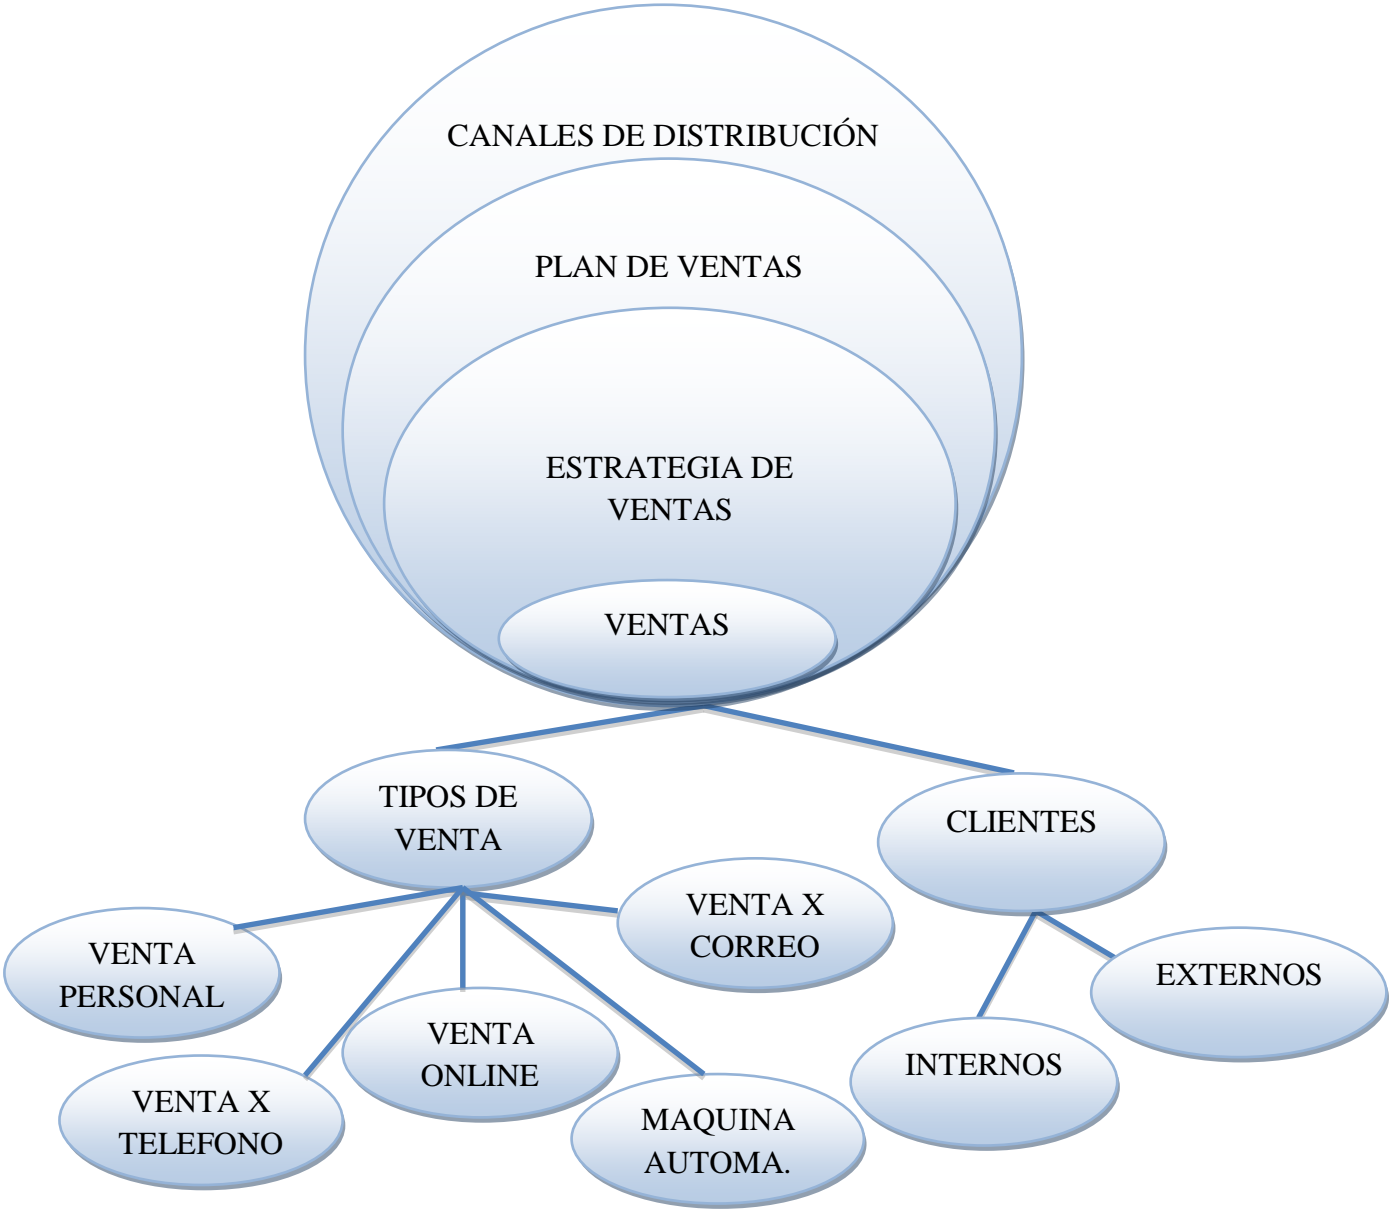 CANALES DE DISTRIBUCIÓN
PLAN DE VENTAS
ESTRATEGIA DE
VENTAS
VENTAS
TIPOS DE
VENTA
CLIENTES
VENTA X
CORREO
VENTA
PERSONAL
EXTERNOS
VENTA
ONLINE
INTERNOS
VENTA X
TELEFONO
MAQUINA
AUTOMA.